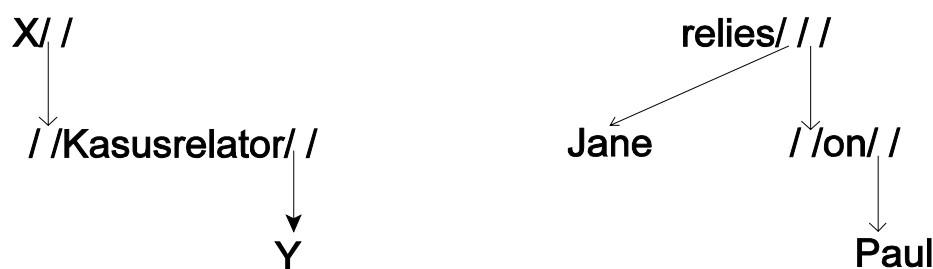 X/ /
/ /Kasusrelator/ /
Y
relies/ / /
Jane
/ /on/ /
Paul